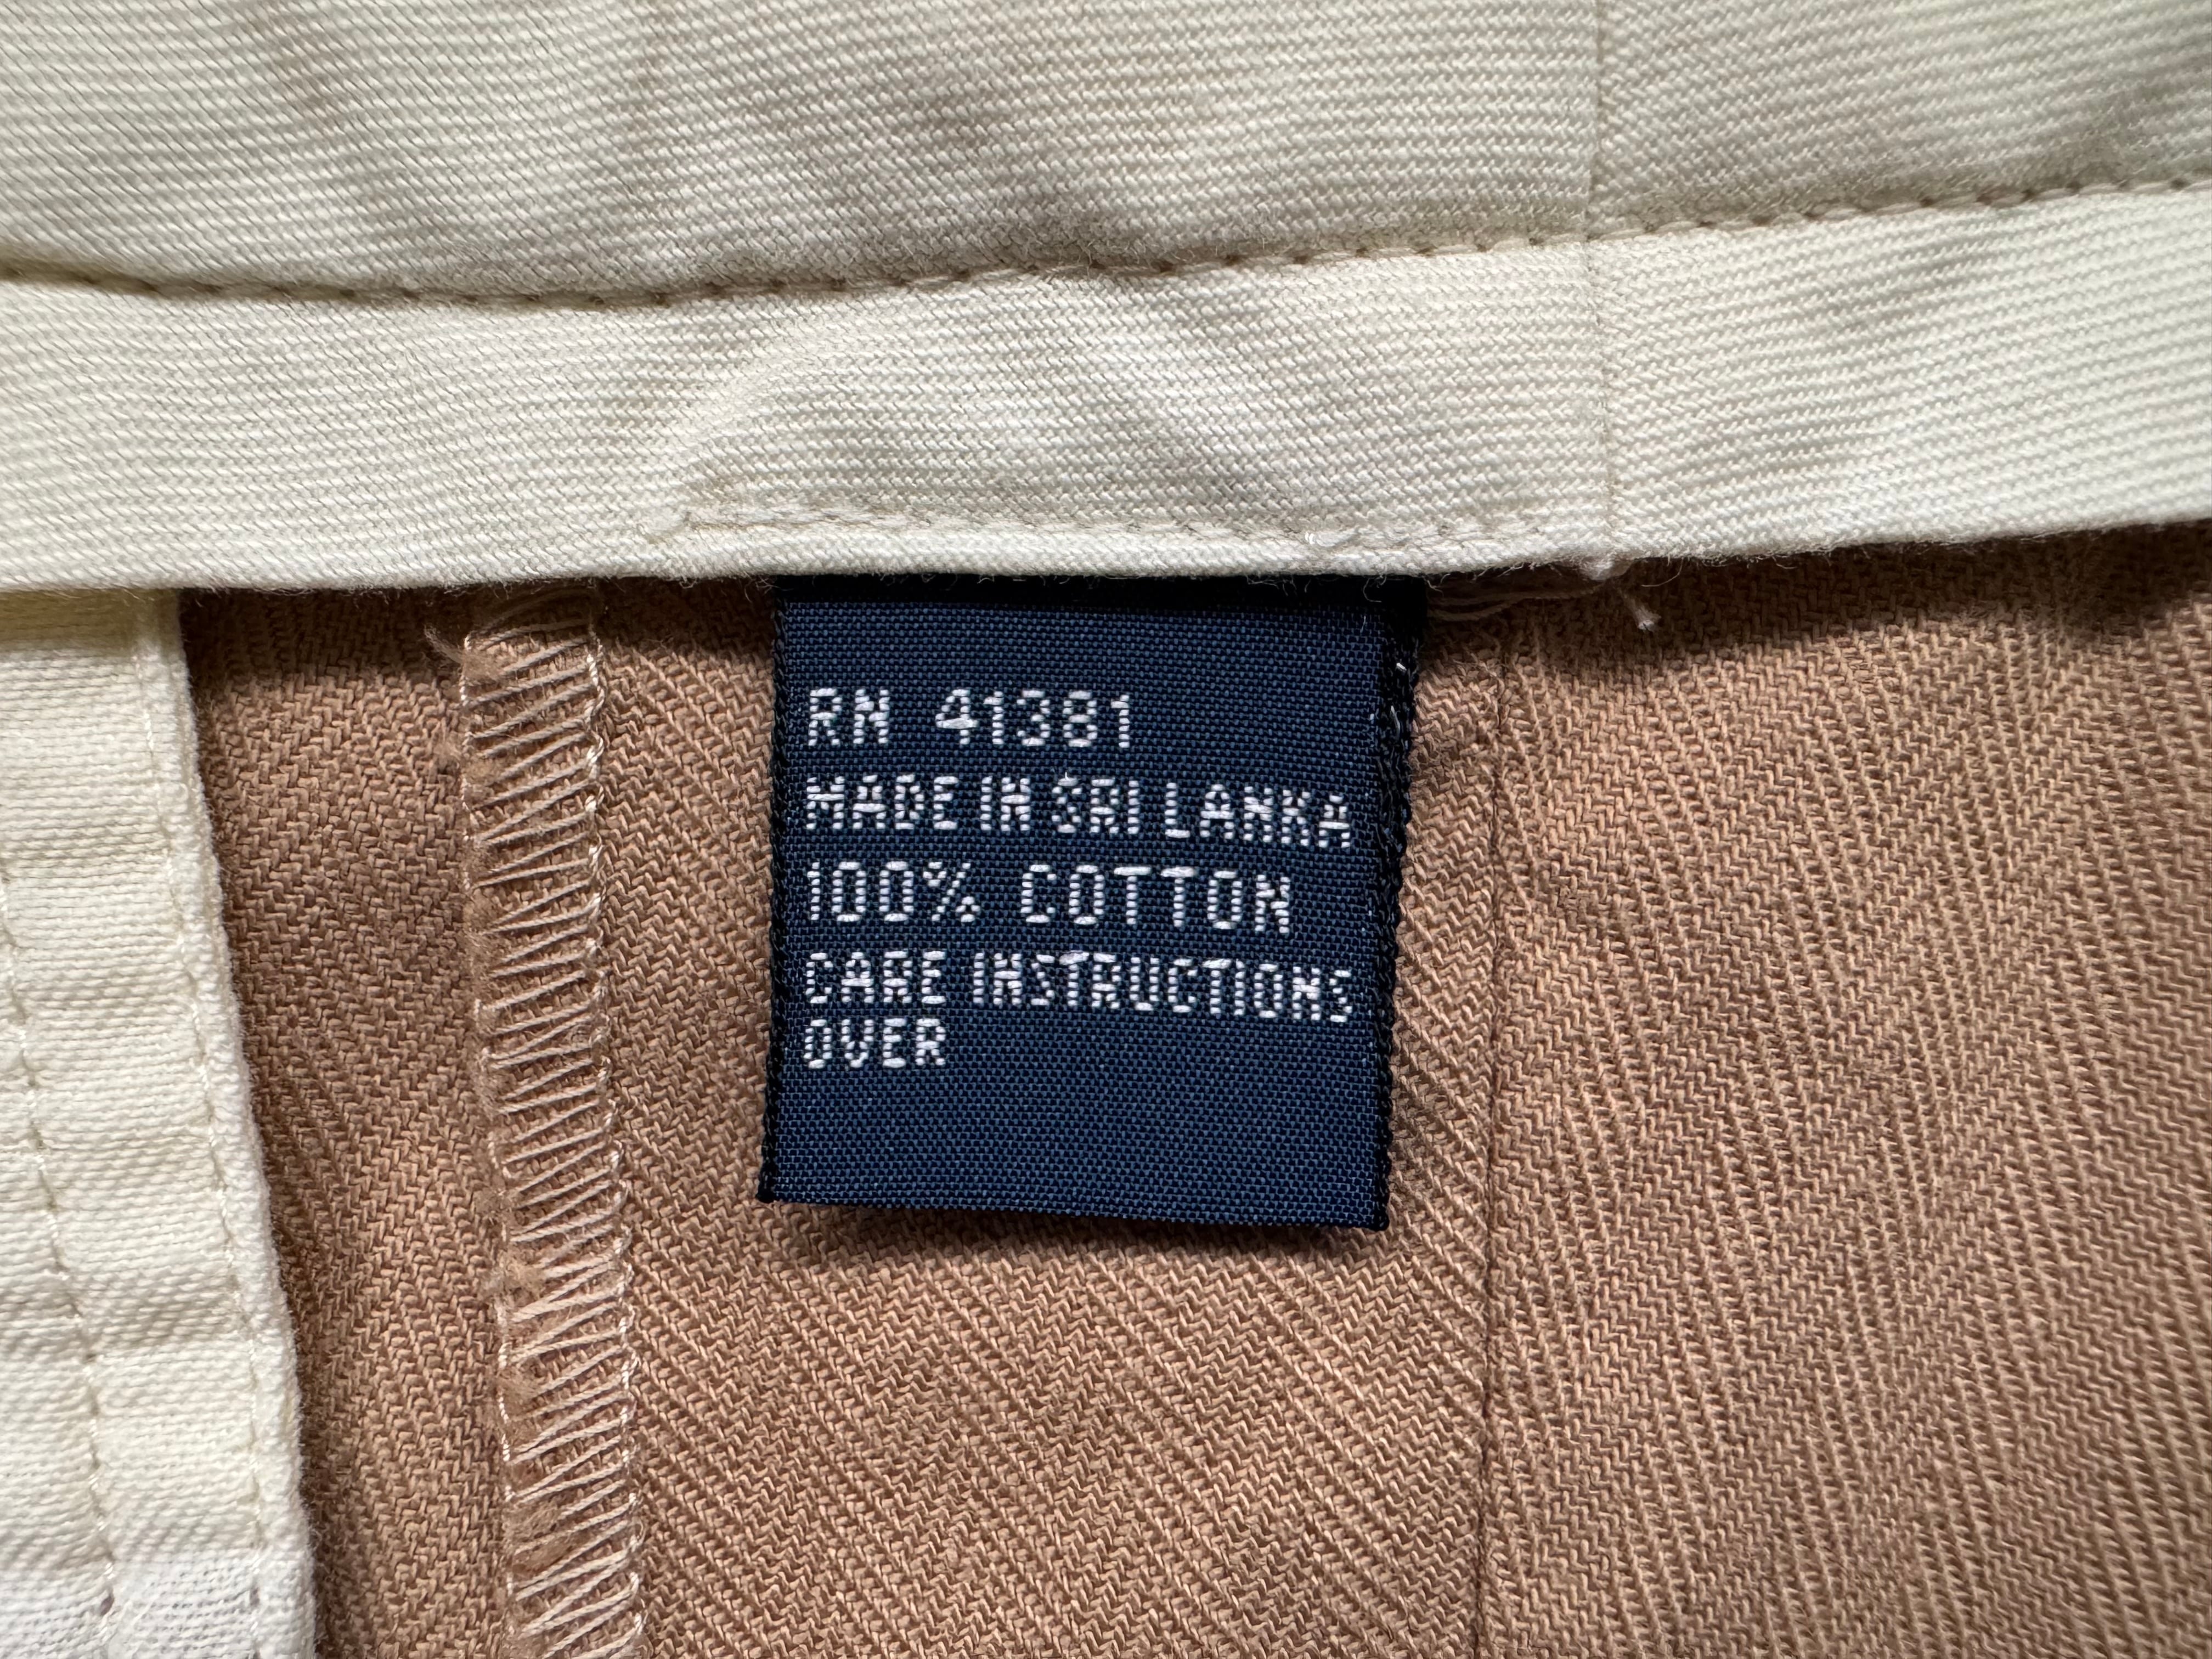 RN 41381
MADE IN SRI LANKA
100% COTTON
CARE INSTRUCTIONS
OVER